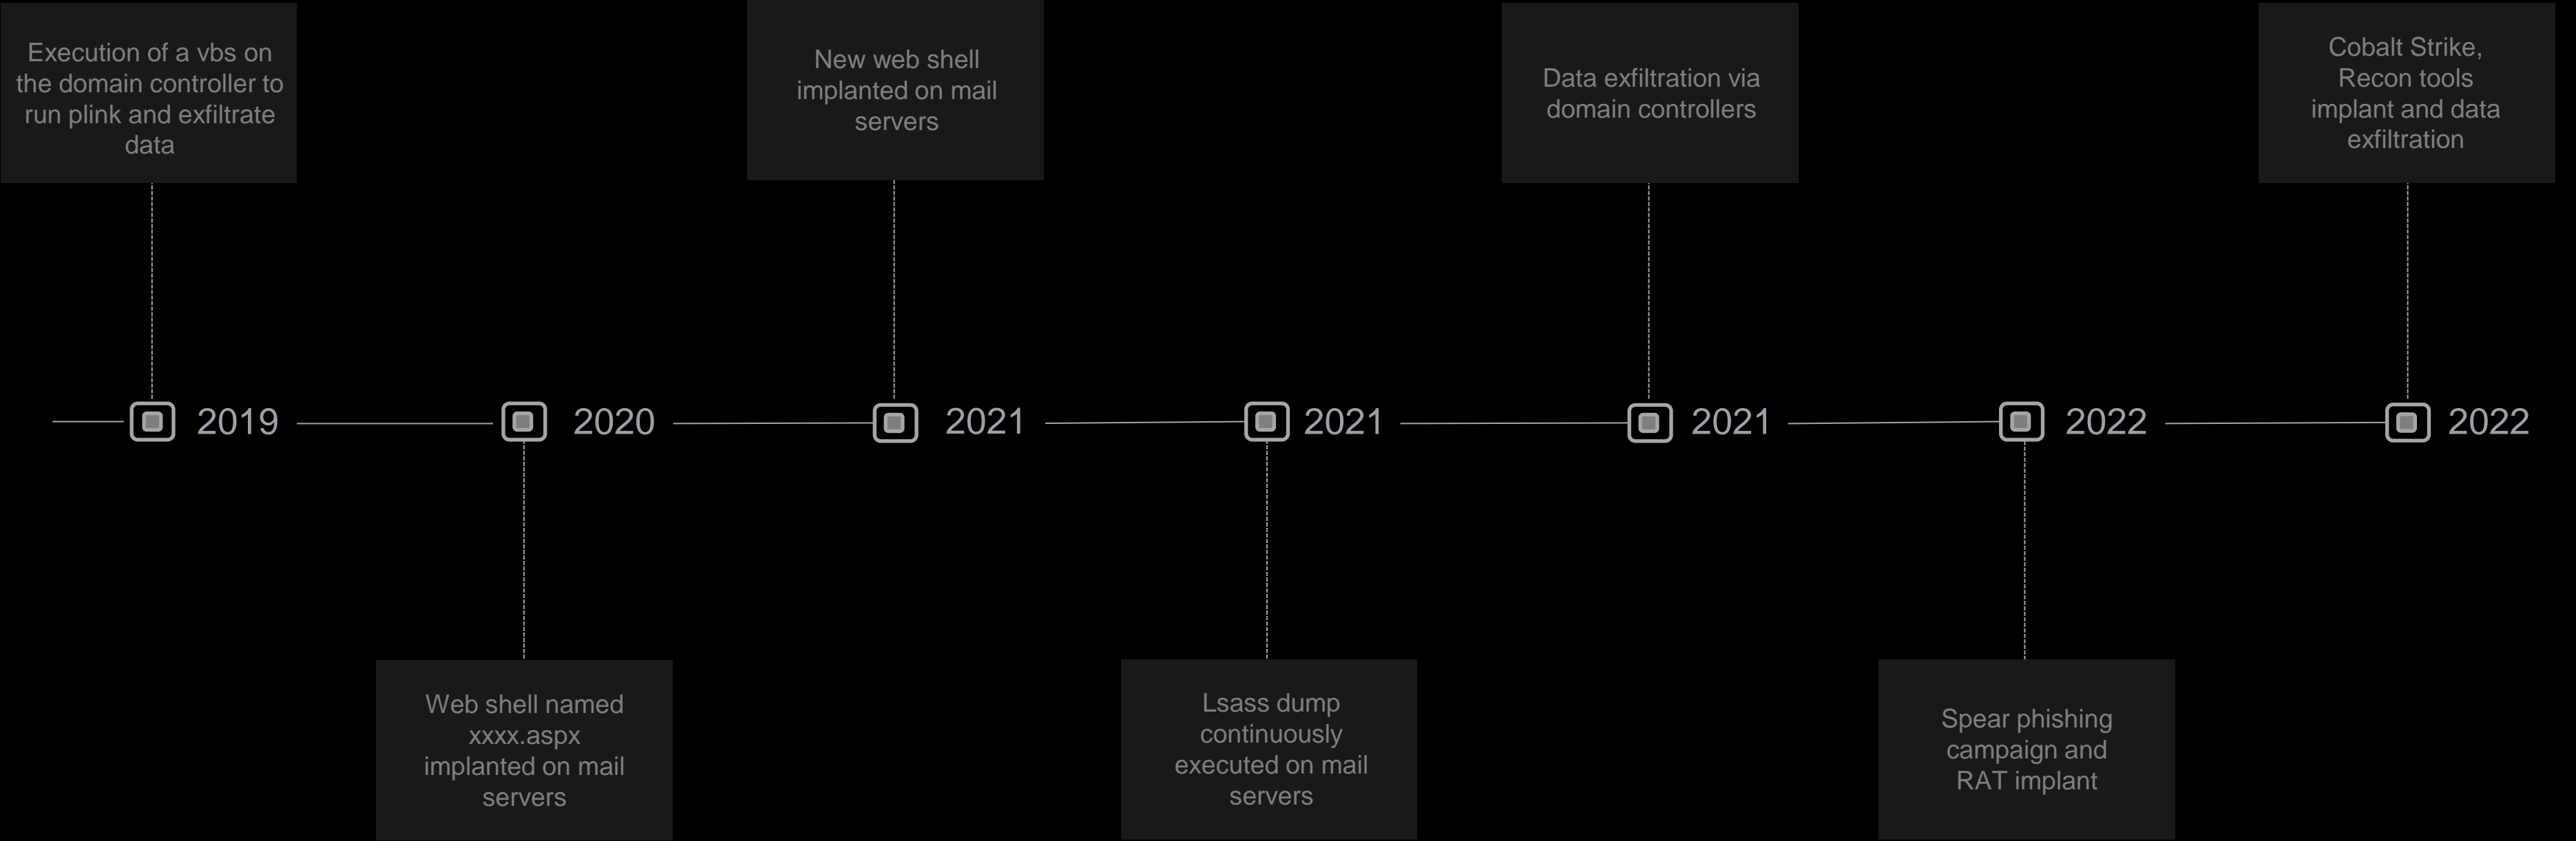 Execution of a vbs on
the domain controller to
run plink and exfiltrate
data
New web shell
implanted on mail
servers
Data exfiltration via
domain controllers
Cobalt Strike,
Recon tools
implant and data
exfiltration
2019
2020
2021
2021
2021
2022
2022
Web shell named
xxxx.aspx
implanted on mail
servers
Lsass dump
continuously
executed on mail
servers
Spear phishing
campaign and
RAT implant